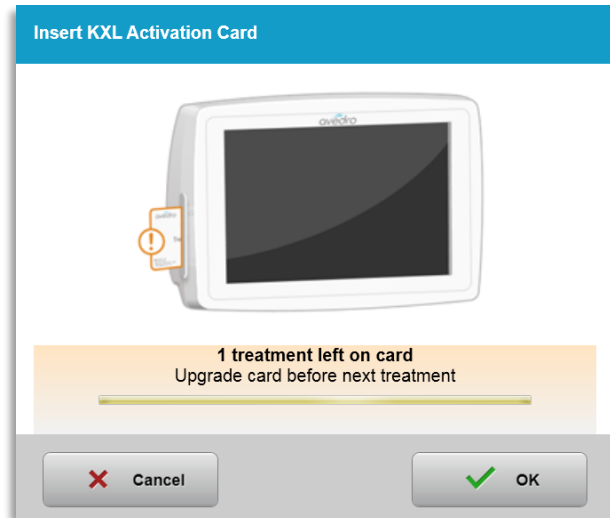 Insert KXL Activation Card
avedro
avedro
1 treatment left on card
Upgrade card before next treatment
Cancel
OK